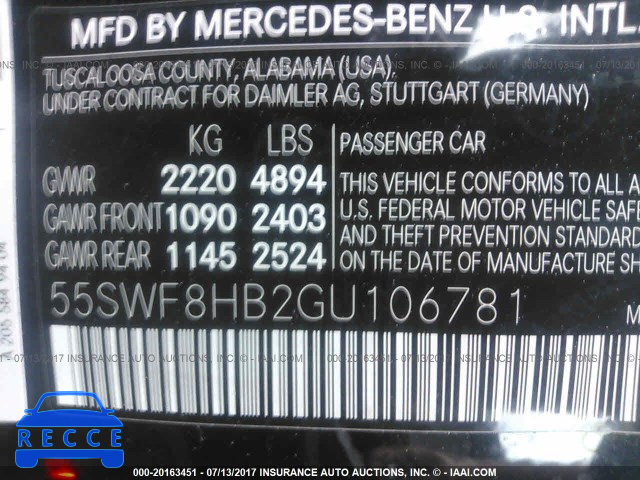 MFD BY MERCEDES-BENZ U.S. INTL.
TUSCALOOSA COUNTY, ALABAMA (USA).
UNDER CONTRACT FOR DAIMLER AG, STUTTGART (GERMANY)
KG LBS
GVWR 2220 4894
GAWR FRONT 1090 2403
GAWR REAR 1145 2524
PASSENGER CAR
THIS VEHICLE CONFORMS TO ALL A
U.S. FEDERAL MOTOR VEHICLE SAF
AND THEFT PREVENTION STANDARD
ON THE DATE OF MANUFACTURE S
55SWF8HB2GU106781
M
RECCE
000-20163451 - 07/13/2017 INSURANCE AUTO AUCTIONS, INC. - IAAI.COM